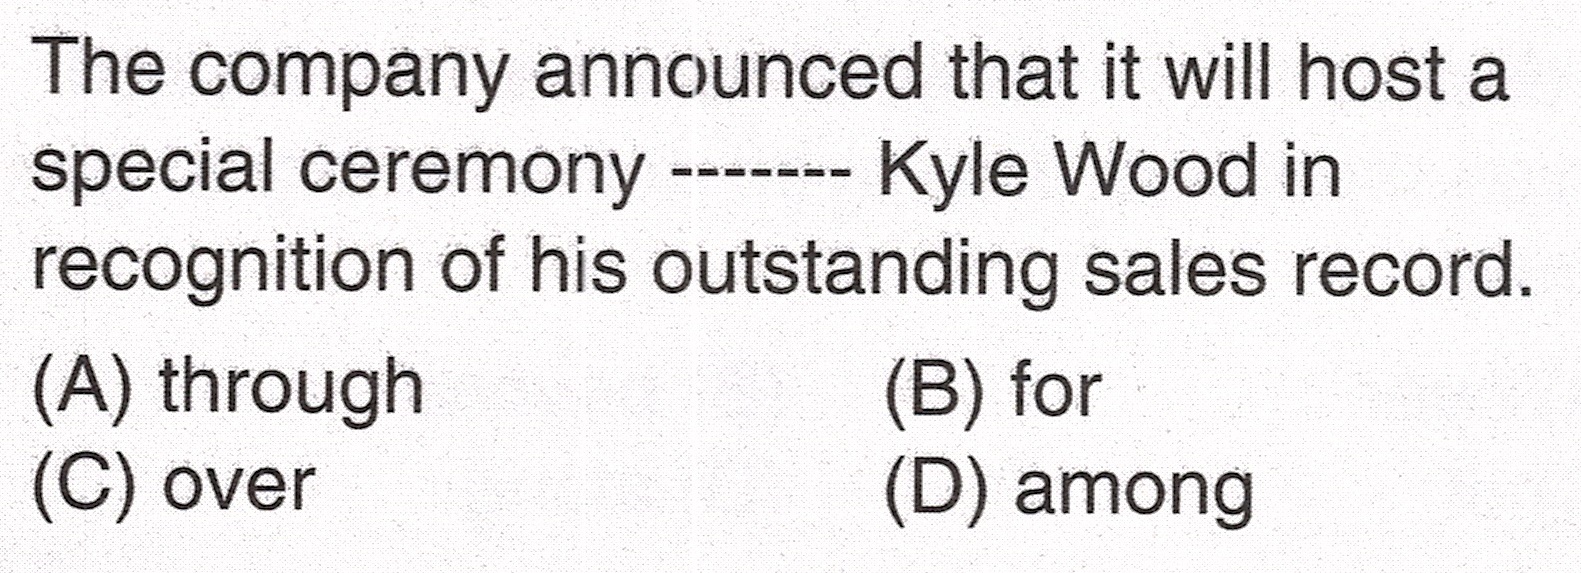 The company announced that it will host a
special ceremony ------- Kyle Wood in
recognition of his outstanding sales record.
(A) through (B) for
(C) over (D) among